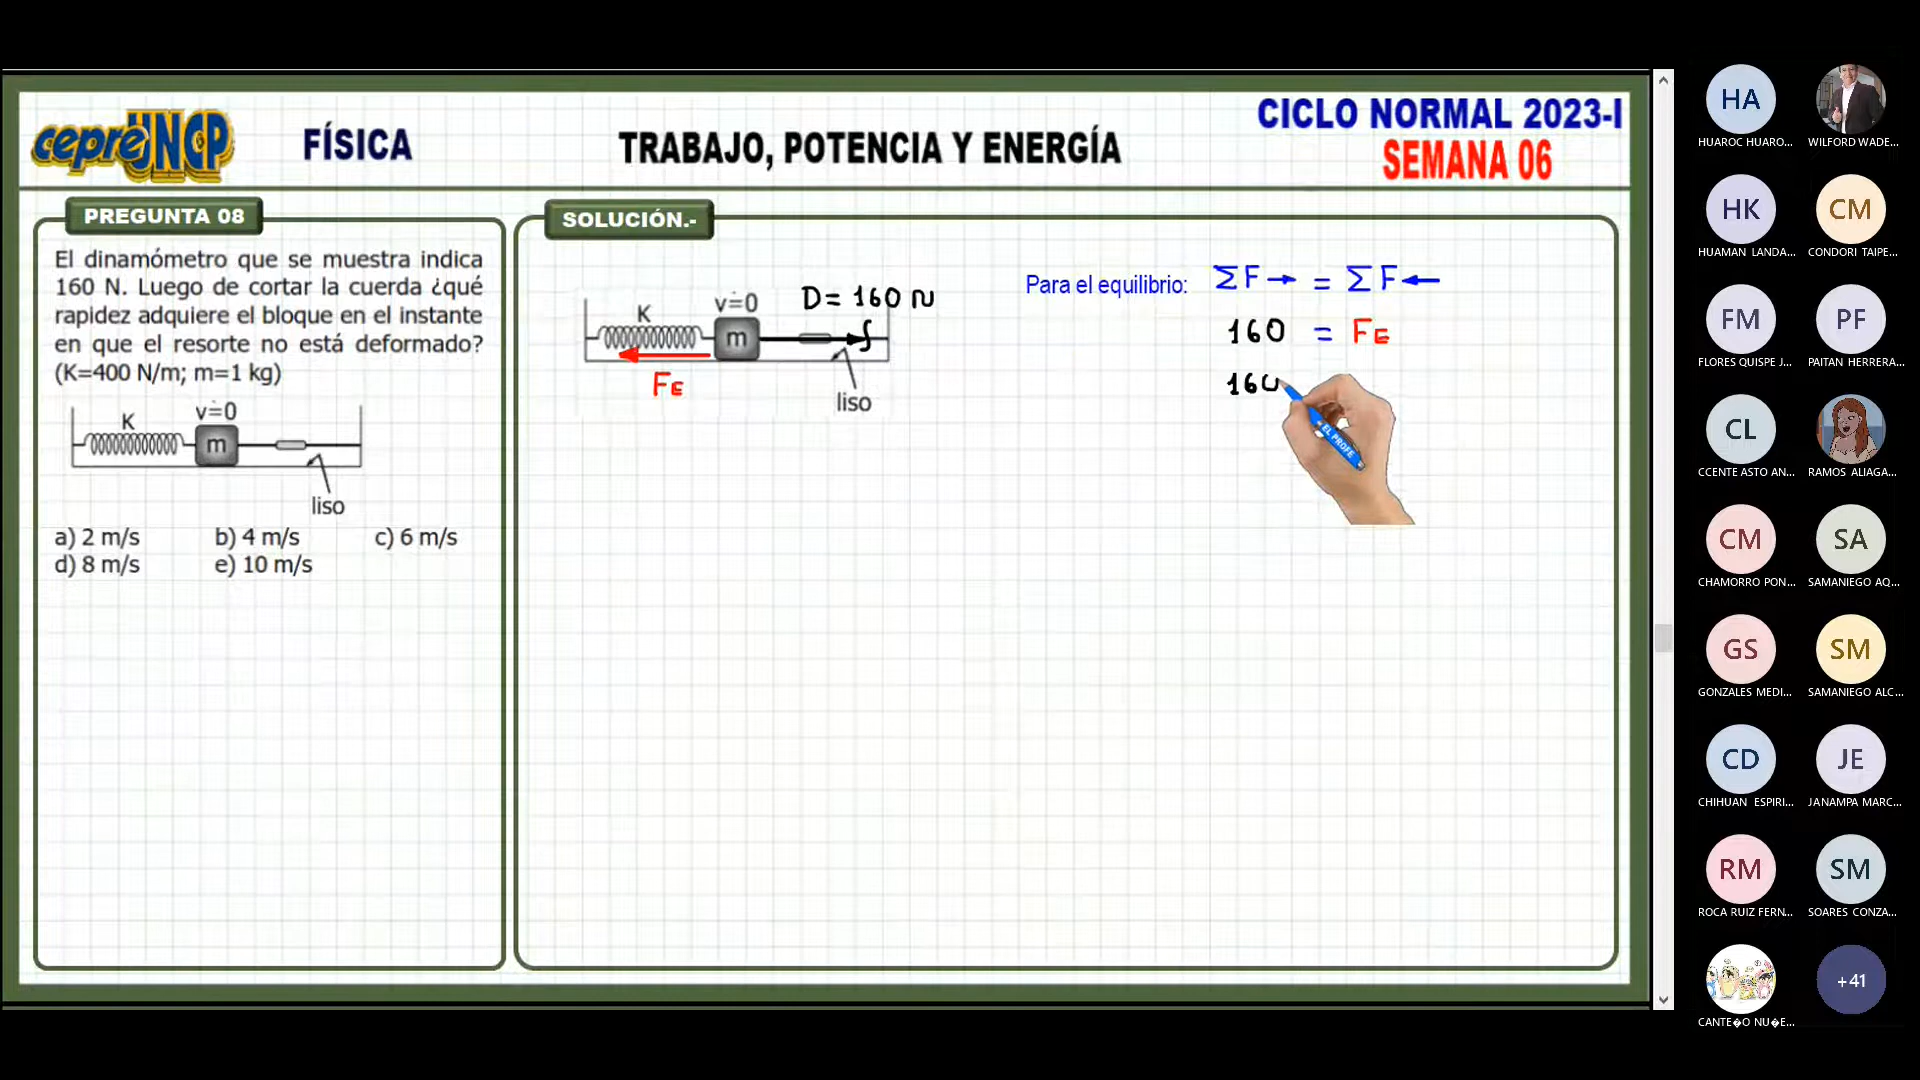 cepreUNCP
FÍSICA
TRABAJO, POTENCIA Y ENERGÍA
CICLO NORMAL 2023-I
SEMANA 06
PREGUNTA 08
El dinamómetro que se muestra indica
160 N. Luego de cortar la cuerda ¿qué
rapidez adquiere el bloque en el instante
en que el resorte no está deformado?
(K=400 N/m; m=1 kg)
K
v=0
m
liso
a) 2 m/s b) 4 m/s c) 6 m/s
d) 8 m/s e) 10 m/s
SOLUCIÓN.-
K
v=0
D= 160 N
m
FE
liso
Para el equilibrio: ΣF→ = ΣF←
160 = FE
160
EL PROFE
HA
HUAROC HUARO...
WILFORD WADE...
HK
HUAMAN LANDA...
CM
CONDORI TAIPE...
FM
FLORES QUISPE J...
PF
PAITAN HERRERA...
CL
CCENTE ASTO AN...
RAMOS ALIAGA...
CM
CHAMORRO PON...
SA
SAMANIEGO AQ...
GS
GONZALES MEDI...
SM
SAMANIEGO ALC...
CD
CHIHUAN ESPIRI...
JE
JANAMPA MARC...
RM
ROCA RUIZ FERN...
SM
SOARES CONZA...
CANTE�O NU�E...
+41